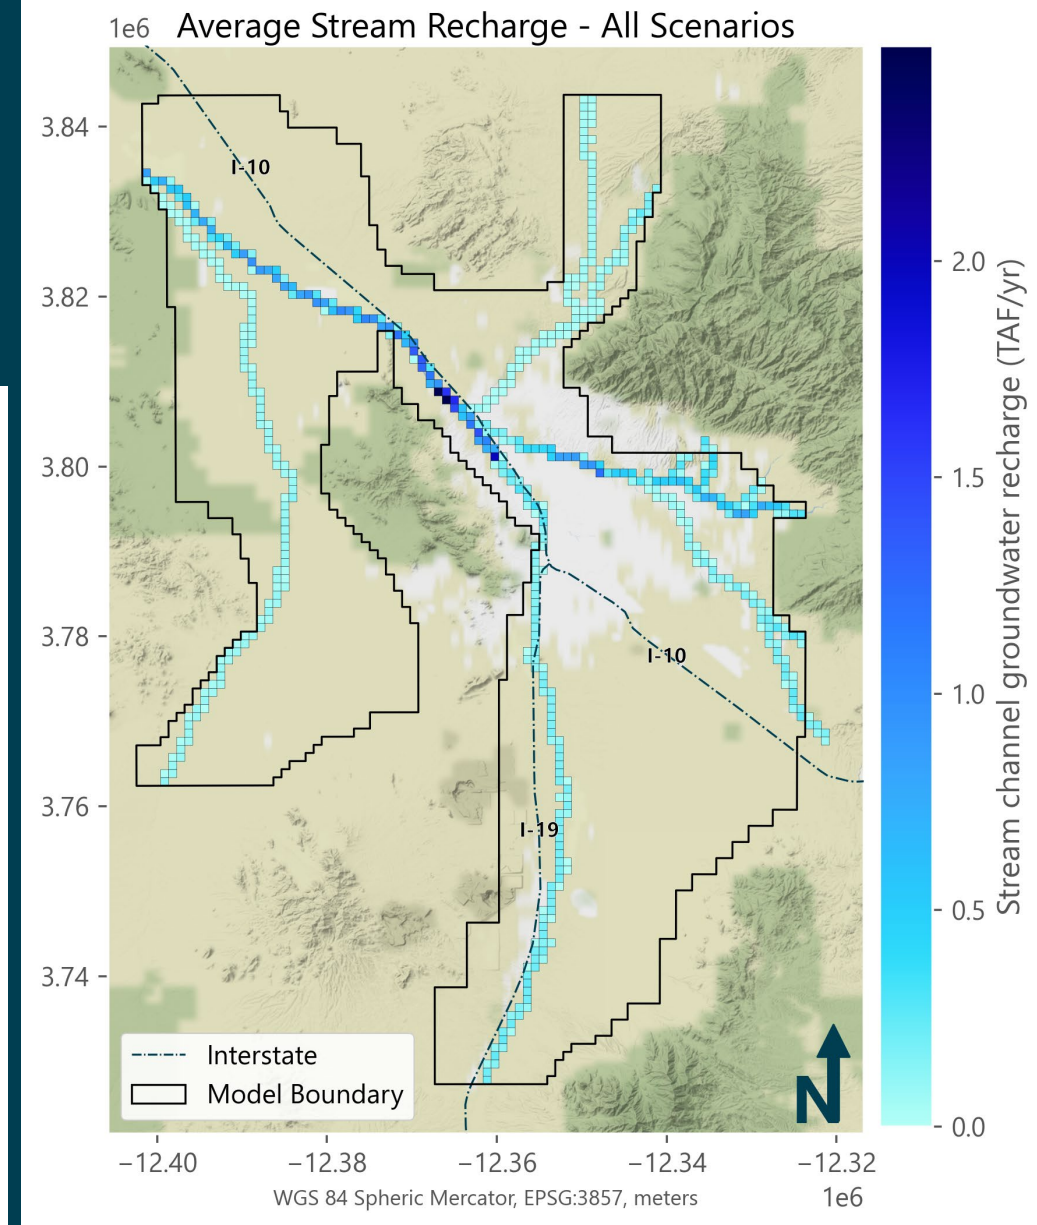 1e6 Average Stream Recharge - All Scenarios
3.84
3.82
3.80
3.78
3.76
3.74
I-10
I-10
I-19
Interstate
Model Boundary
N
−12.40 −12.38 −12.36 −12.34 −12.32
WGS 84 Spheric Mercator, EPSG:3857, meters 1e6
2.0
1.5
1.0
0.5
0.0
Stream channel groundwater recharge (TAF/yr)